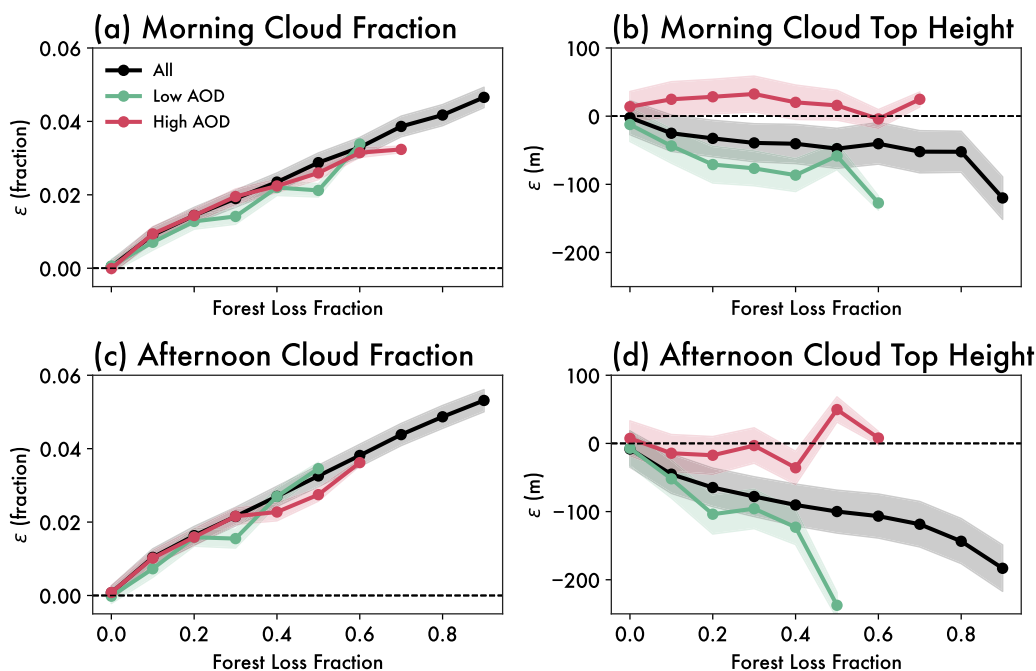 (a) Morning Cloud Fraction
0.06
0.04
0.02
0.00
ε (fraction)
All
Low AOD
High AOD
Forest Loss Fraction
(b) Morning Cloud Top Height
100
0
−100
−200
ε (m)
Forest Loss Fraction
(c) Afternoon Cloud Fraction
0.06
0.04
0.02
0.00
ε (fraction)
0.0 0.2 0.4 0.6 0.8
Forest Loss Fraction
(d) Afternoon Cloud Top Height
100
0
−100
−200
ε (m)
0.0 0.2 0.4 0.6 0.8
Forest Loss Fraction